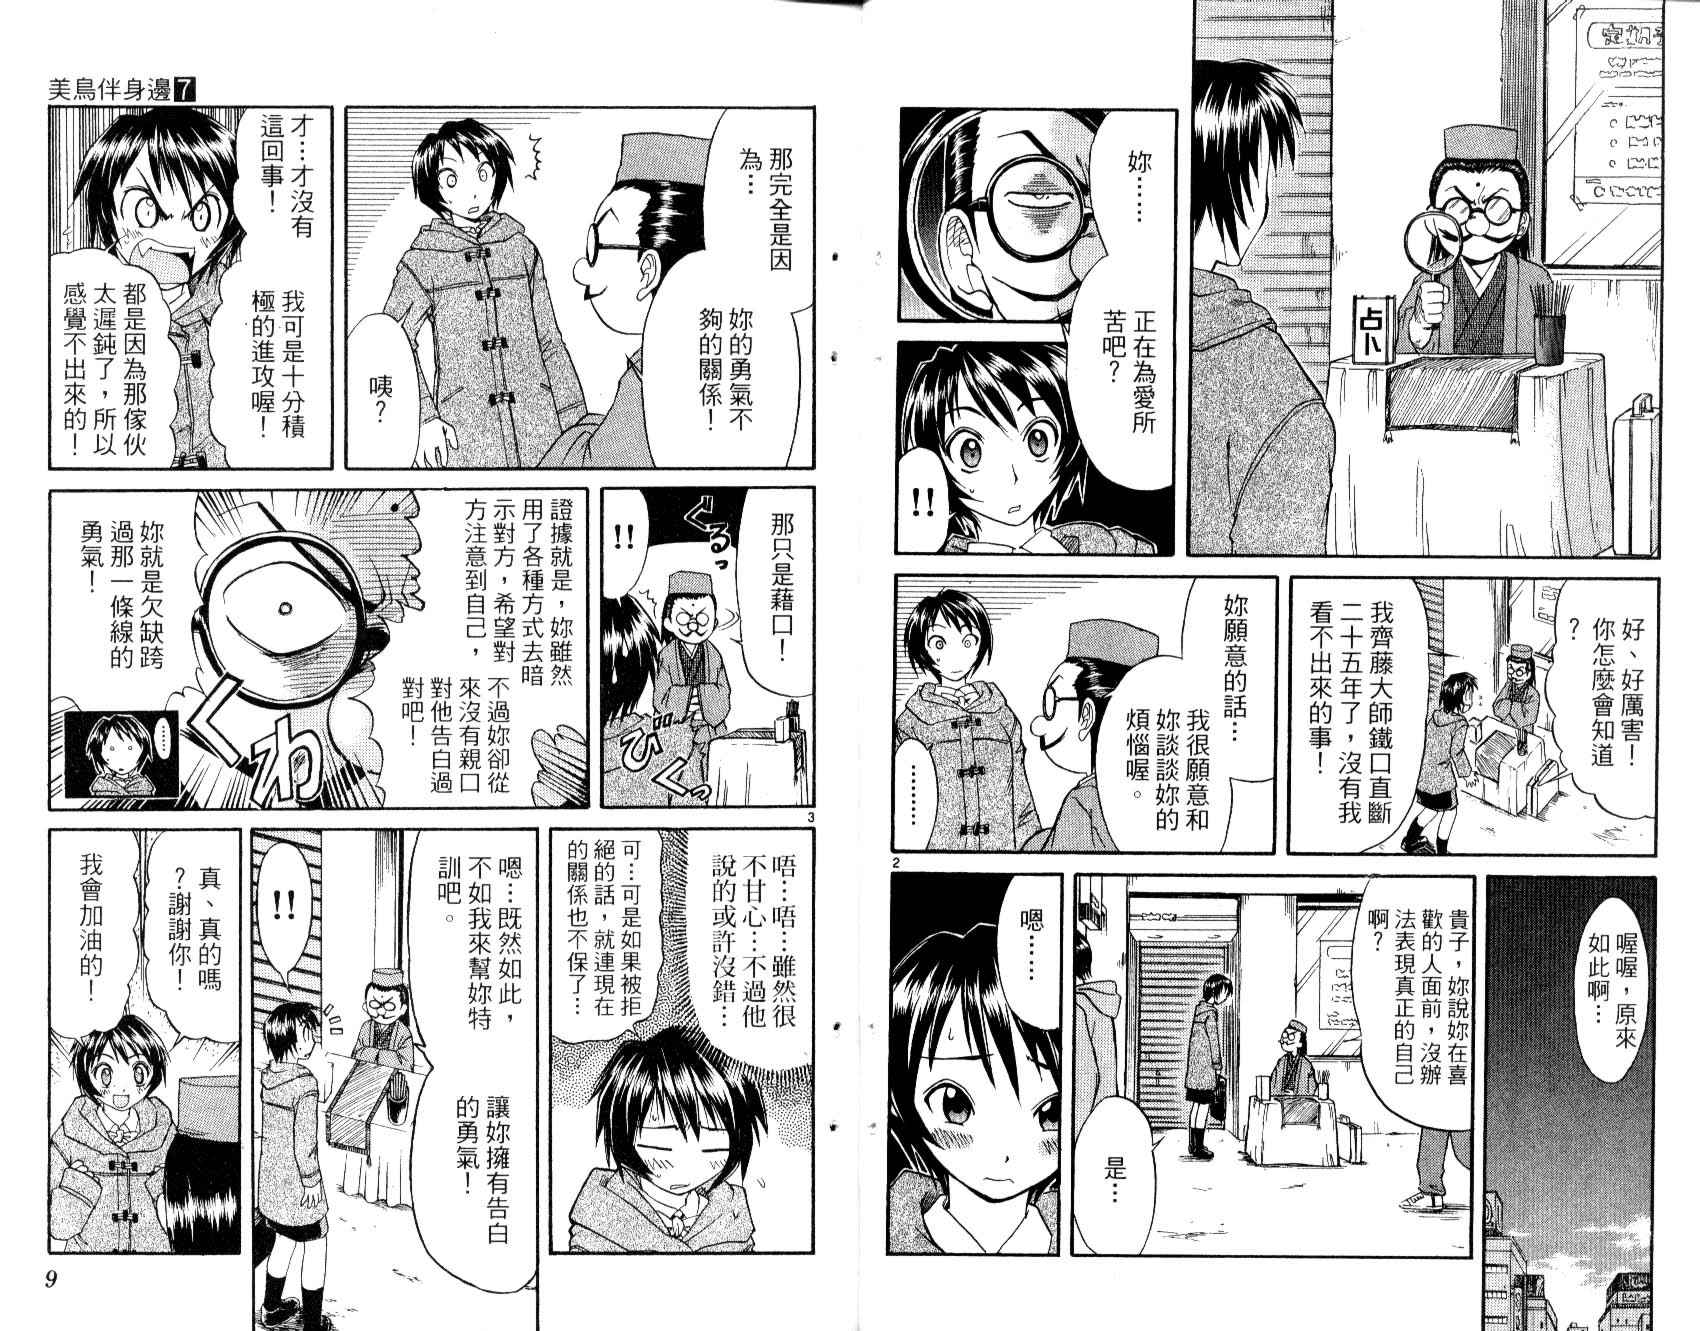 占卜
妳……
正在為愛所
苦吧？
!!
好、好厲害！
你怎麼會知道
？
我齊藤大師鐵口直斷
二十五年了，沒有我
看不出來的事！
妳願意的話…
我很願意和
妳談談妳的
煩惱喔。
………
2
喔喔，原來
如此啊…
貴子，妳說妳在喜
歡的人面前，沒辦
法表現真正的自己
啊？
是…
嗯……
美鳥伴身邊7
那完全是因
為…
妳的勇氣不
夠的關係！
咦？
才…才沒有
這回事！
我可是十分積
極的進攻喔！
都是因為那傢伙
太遲鈍了，所以
感覺不出來的！
那只是藉口！
ぐるっ
!!
びくっ
證據就是，妳雖然
用了各種方式去暗
示對方，希望對
方注意到自己，
不過妳卻從
來沒有親口
對他告白過
對吧！
妳就是欠缺跨
過那一條線的
勇氣！
くわっ
……
3
唔…唔…雖然很
不甘心…不過他
說的或許沒錯…
可…可是如果被拒
絕的話，就連現在
的關係也不保了…
嗯…既然如此，
不如我來幫妳特
訓吧。
讓妳擁有告白
的勇氣！
!!
真、真的嗎
？謝謝你！
我會加油的！
9